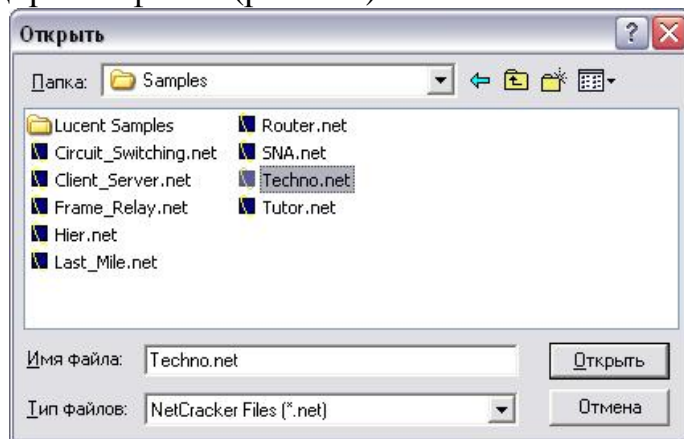 Открыть
Папка: Samples
Lucent Samples
Circuit_Switching.net
Client_Server.net
Frame_Relay.net
Hier.net
Last_Mile.net
Router.net
SNA.net
Techno.net
Tutor.net
Имя файла: Techno.net
Открыть
Тип файлов: NetCracker Files (*.net)
Отмена